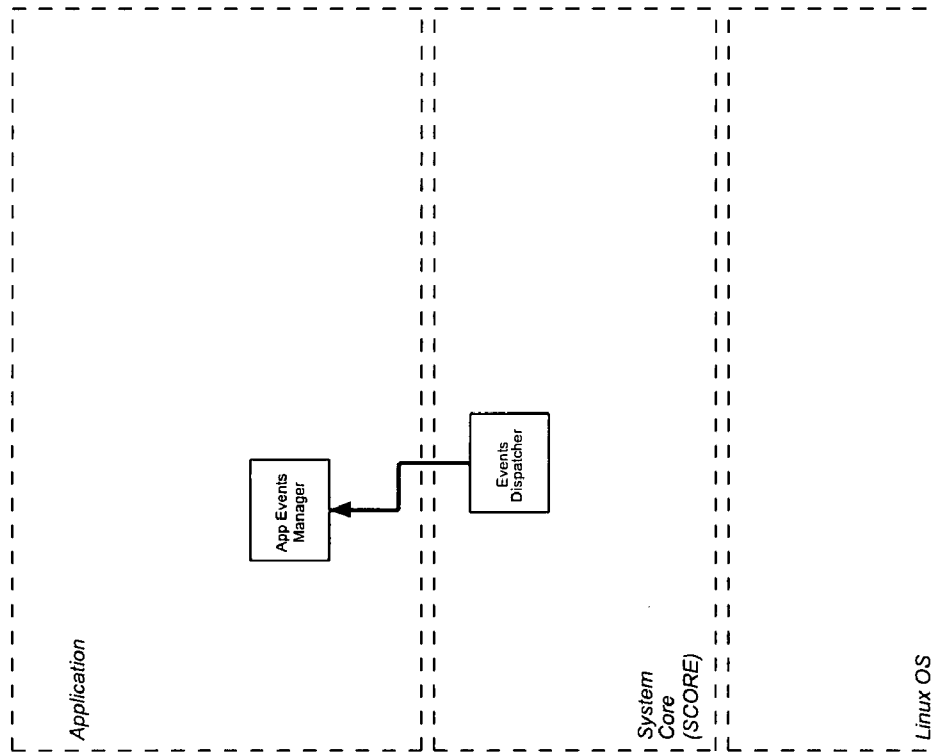 Application
App Events
Manager
System
Core
(SCORE)
Events
Dispatcher
Linux OS